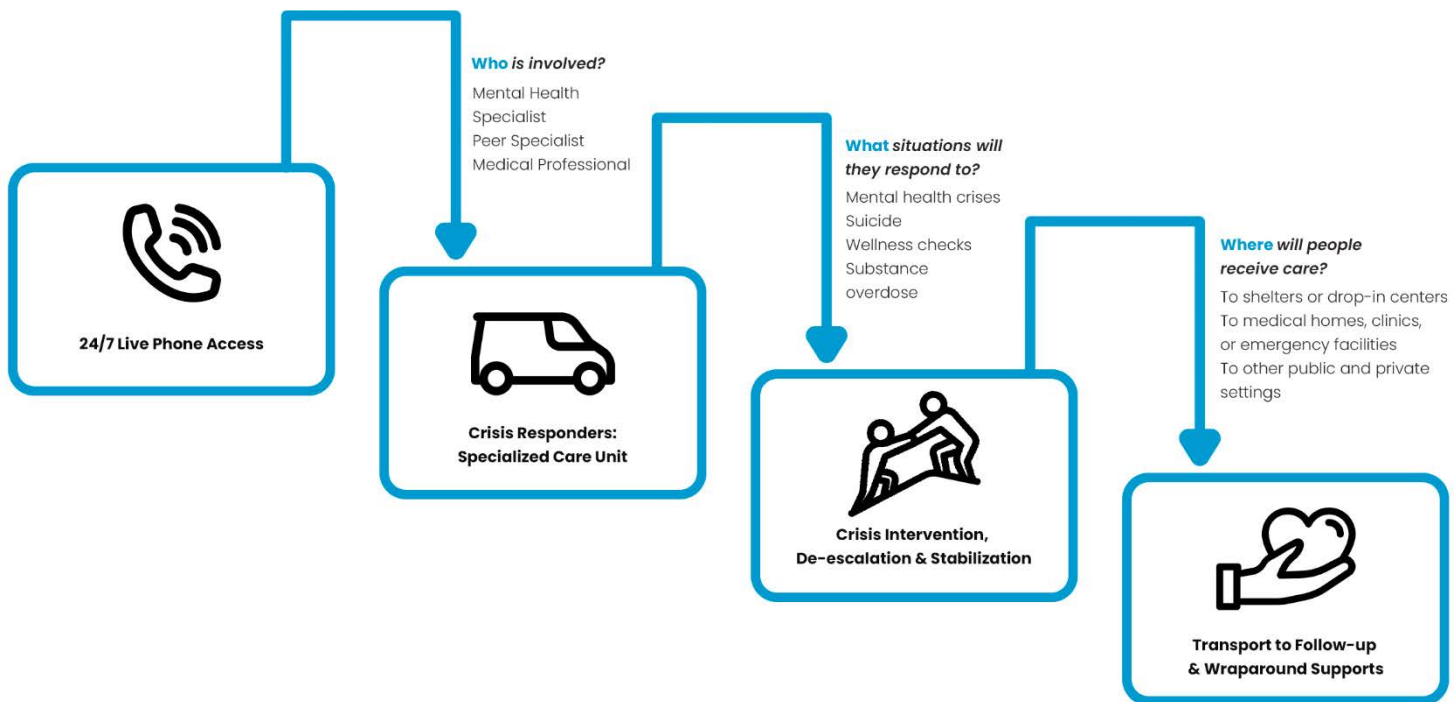 24/7 Live Phone Access
Who is involved?
Mental Health
Specialist
Peer Specialist
Medical Professional
Crisis Responders:
Specialized Care Unit
What situations will
they respond to?
Mental health crises
Suicide
Wellness checks
Substance
overdose
Crisis Intervention,
De-escalation & Stabilization
Where will people
receive care?
To shelters or drop-in centers
To medical homes, clinics,
or emergency facilities
To other public and private
settings
Transport to Follow-up
& Wraparound Supports